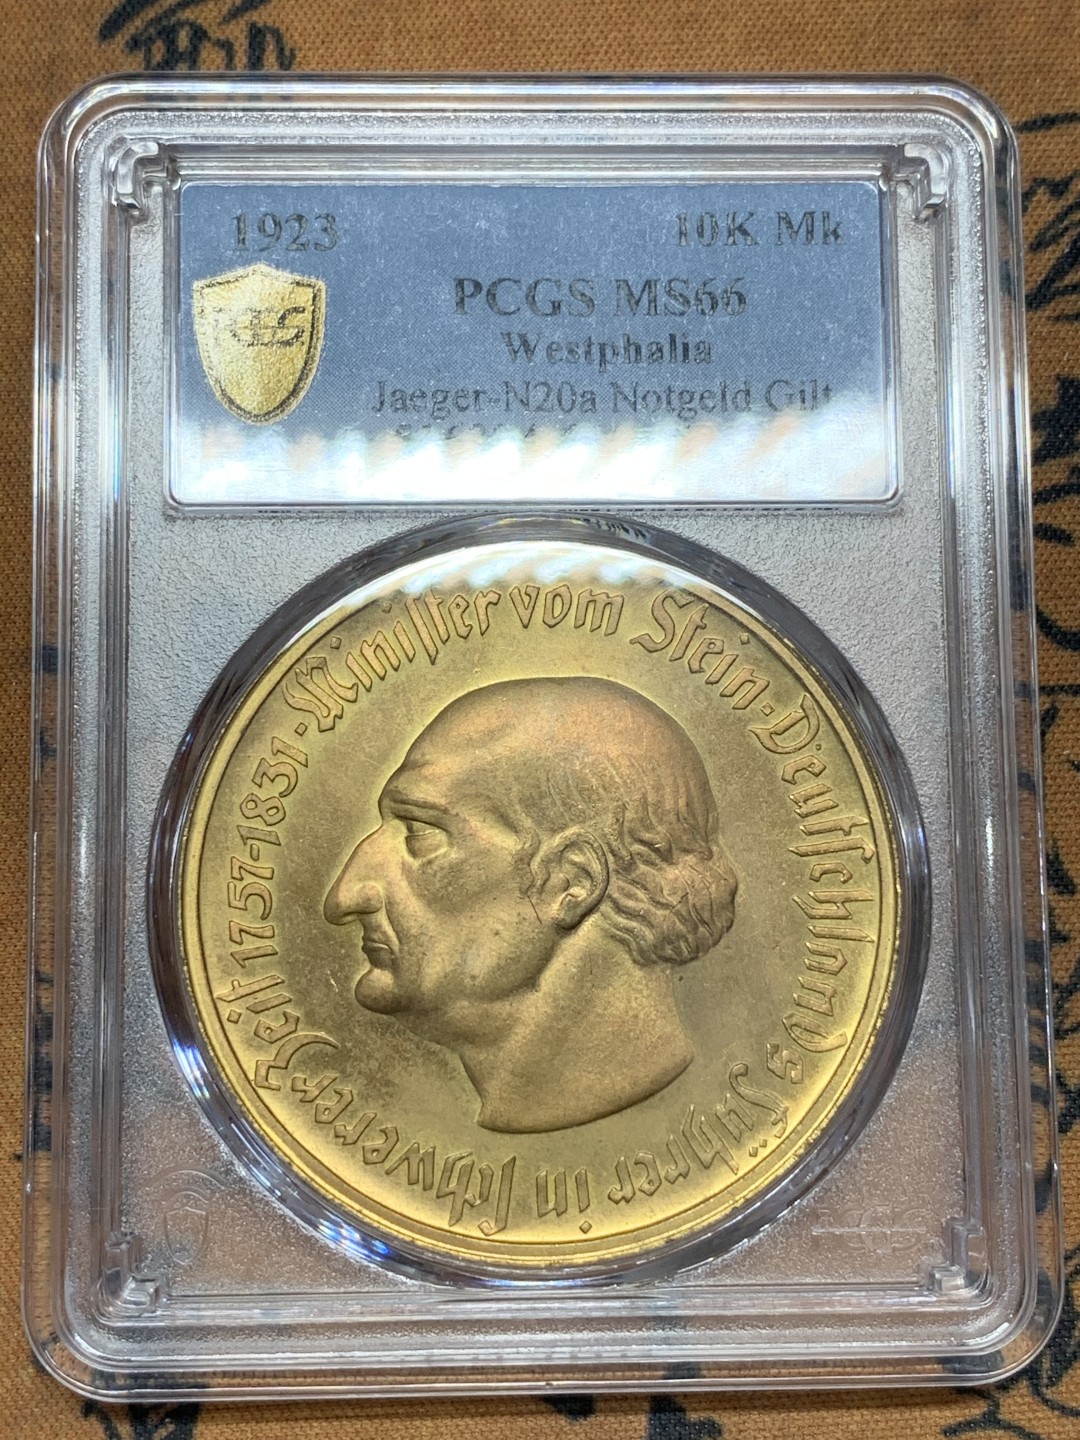 1923 10K Mk
PCGS MS66
Westphalia
Jaeger-N20a Notgeld Gilt
PCGS
Miniſter vom Stein · Deutſchlands Führer in ſchwerer Zeit 1757-1831 ·